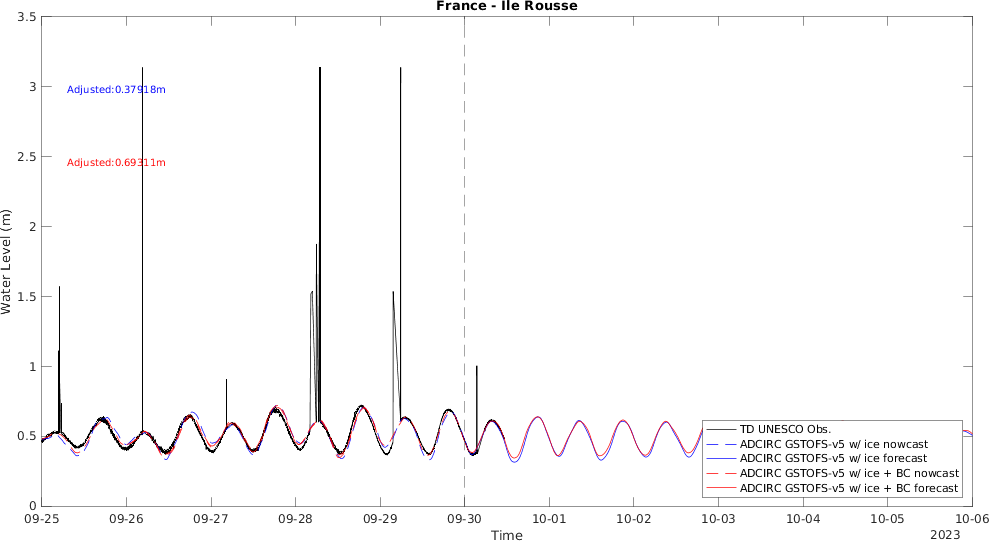 France - Ile Rousse
3.5
3
2.5
2
1.5
1
0.5
0
Water Level (m)
Adjusted:0.37918m
Adjusted:0.69311m
TD UNESCO Obs.
ADCIRC GSTOFS-v5 w/ ice nowcast
ADCIRC GSTOFS-v5 w/ ice forecast
ADCIRC GSTOFS-v5 w/ ice + BC nowcast
ADCIRC GSTOFS-v5 w/ ice + BC forecast
09-25 09-26 09-27 09-28 09-29 09-30 10-01 10-02 10-03 10-04 10-05 10-06
Time
2023